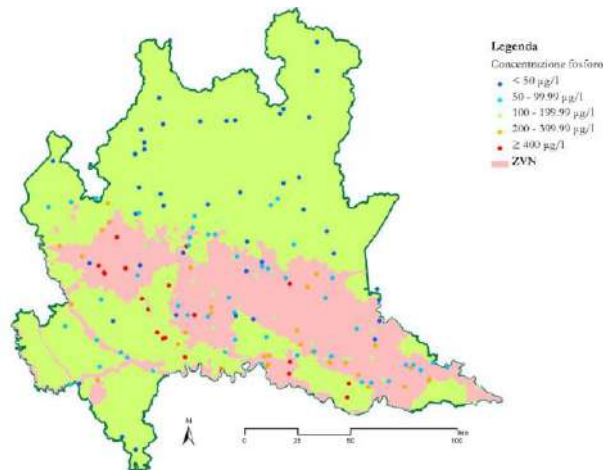 Legenda
Concentrazione fosforo
< 50 µg/l
50 - 99.99 µg/l
100 - 199.99 µg/l
200 - 399.99 µg/l
≥ 400 µg/l
ZVN
N
0 25 50 100